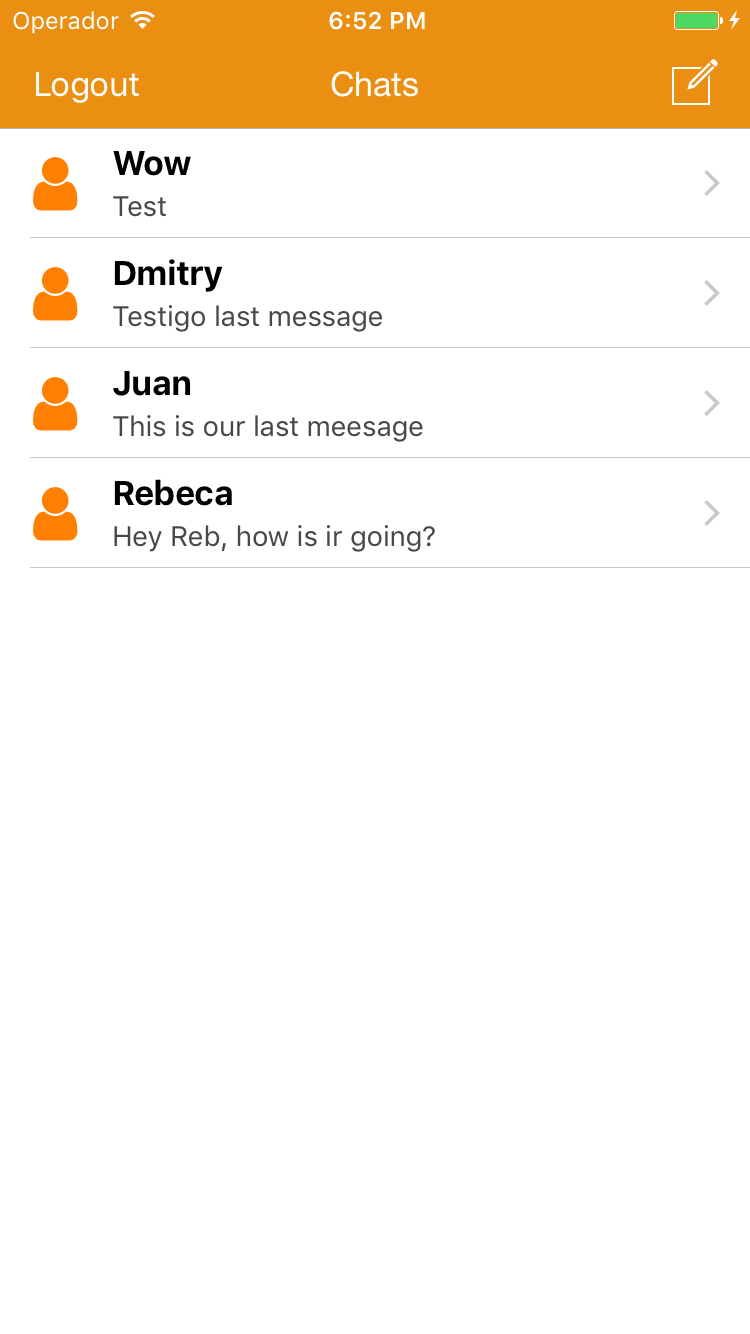 Operador 6:52 PM
Logout Chats
Wow
Test
Dmitry
Testigo last message
Juan
This is our last meesage
Rebeca
Hey Reb, how is ir going?